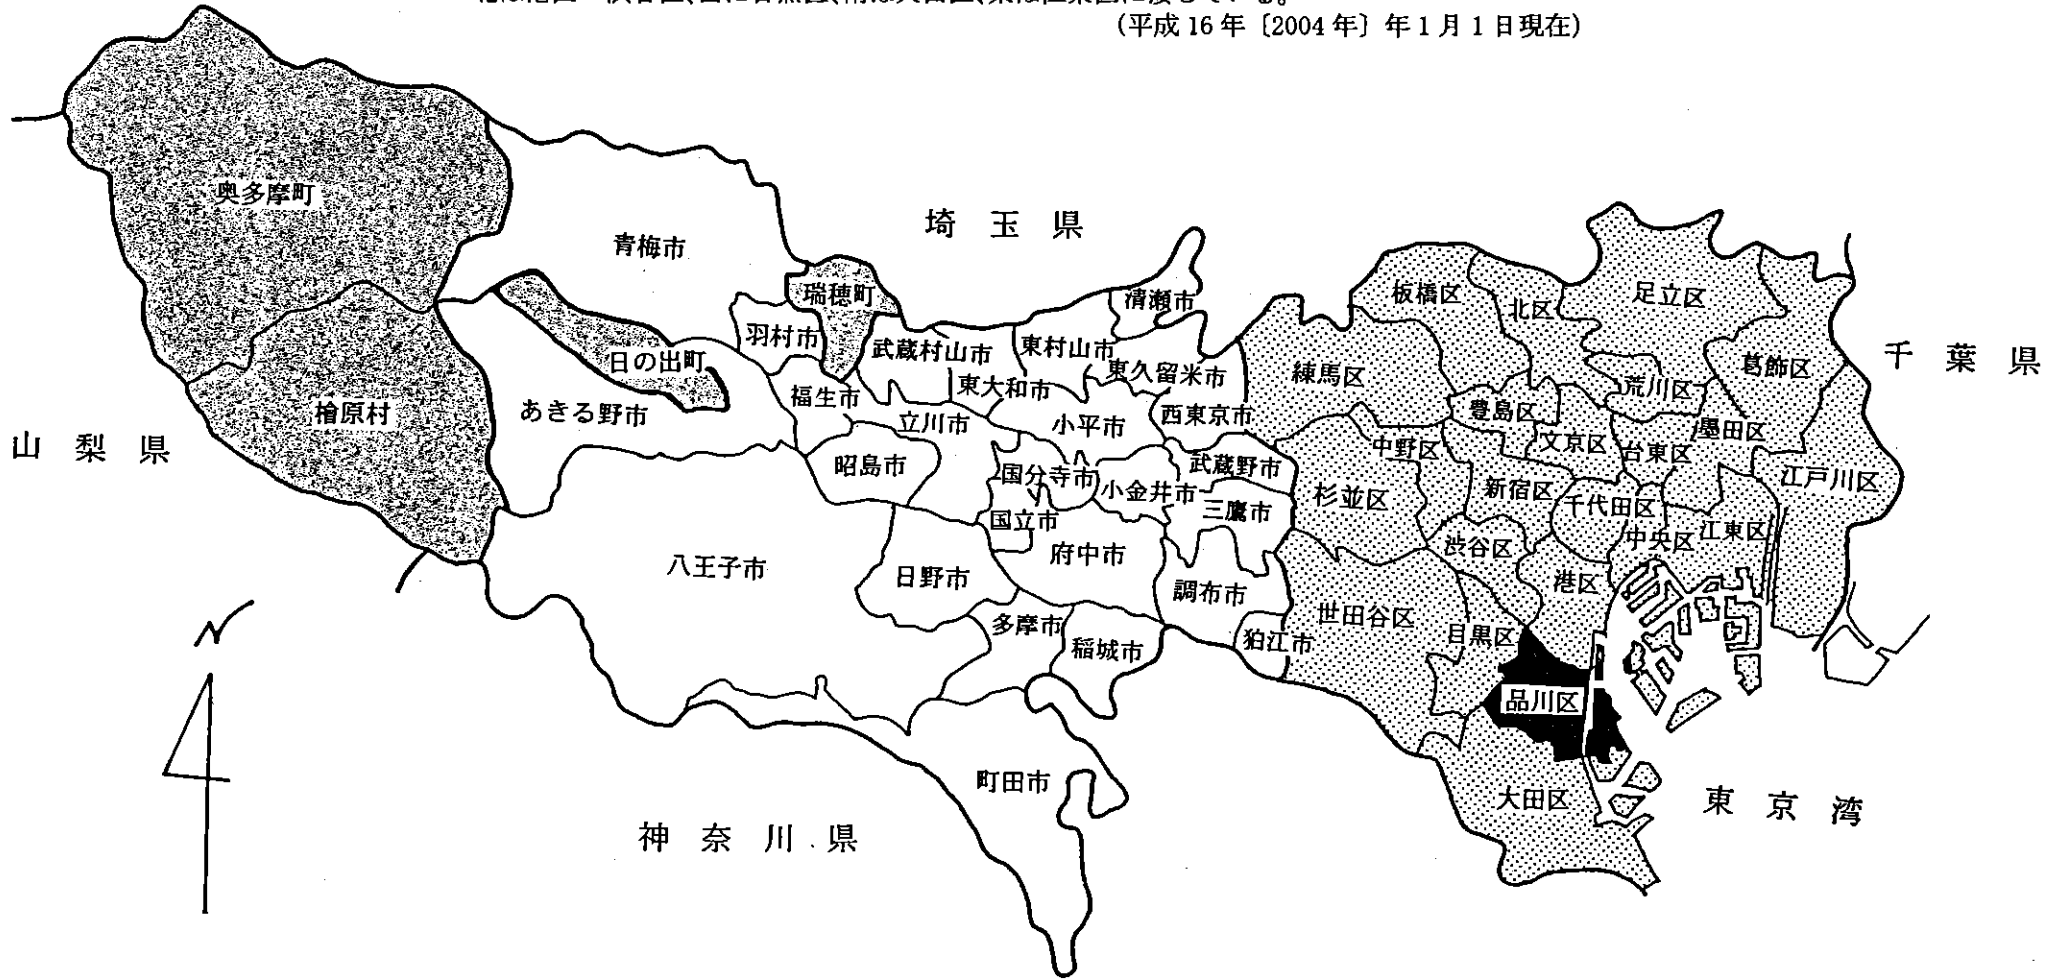 (平成 16 年〔2004 年〕年 1 月 1 日現在)
奥多摩町
埼玉県
青梅市
瑞穂町
清瀬市
板橋区
北区
足立区
羽村市
武蔵村山市
東村山市
東久留米市
日の出町
練馬区
葛飾区
千葉県
荒川区
檜原村
あきる野市
福生市
東大和市
立川市
小平市
西東京市
豊島区
墨田区
山梨県
昭島市
国分寺市
小金井市
武蔵野市
中野区
文京区
台東区
江戸川区
国立市
三鷹市
杉並区
新宿区
千代田区
江東区
中央区
渋谷区
八王子市
日野市
府中市
調布市
港区
世田谷区
目黒区
多摩市
稲城市
狛江市
品川区
N
町田市
大田区
東京湾
神奈川県